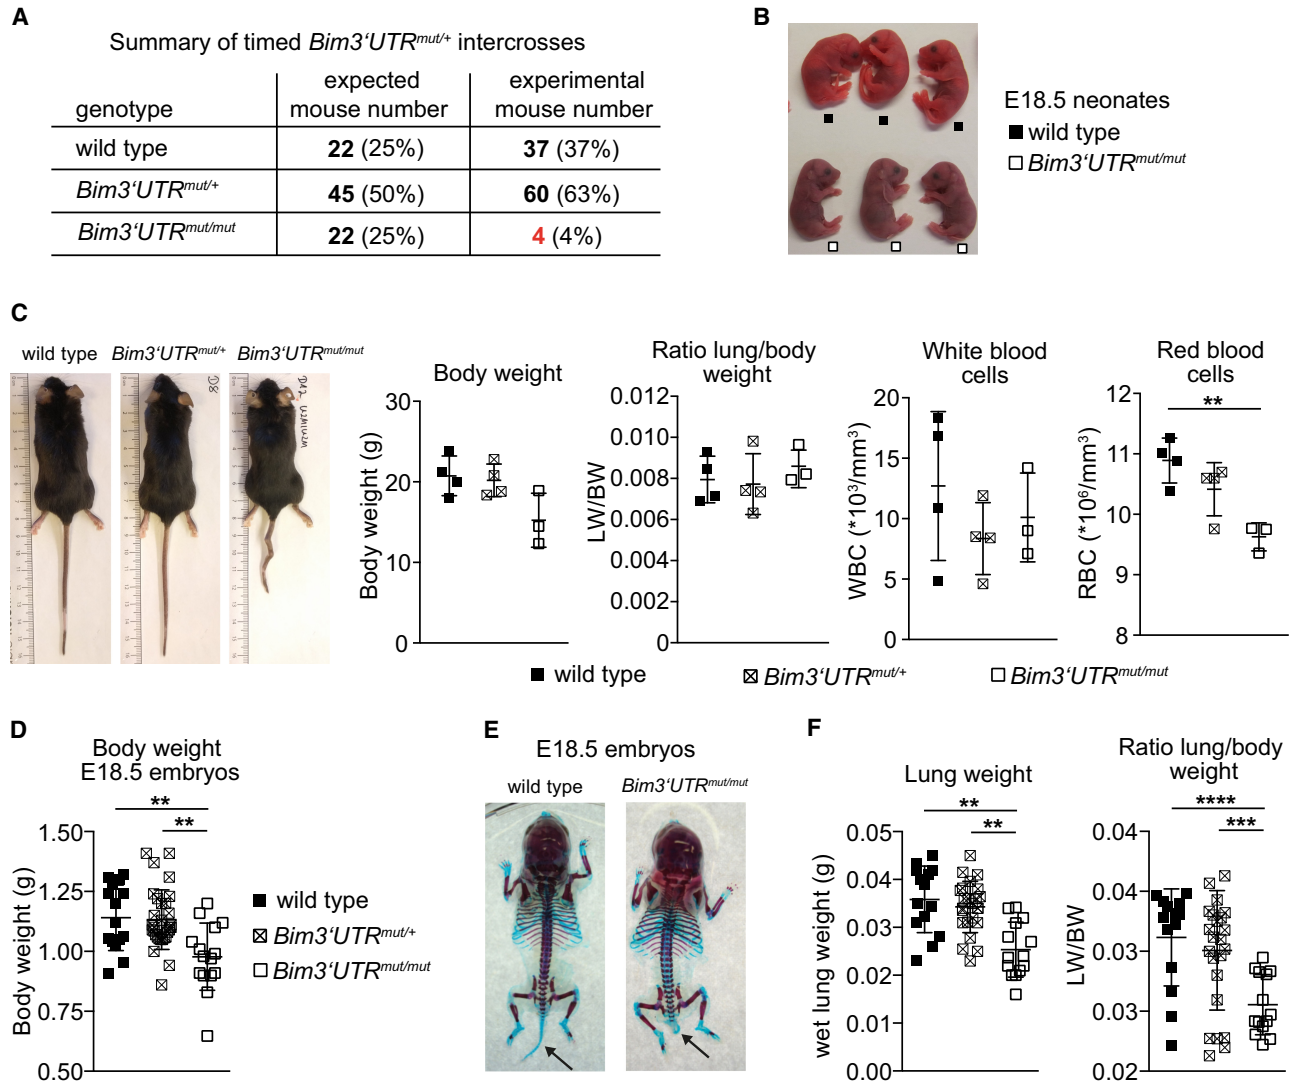 A
Summary of timed Bim3‘UTRmut/+ intercrosses
genotype
expected mouse number
experimental mouse number
wild type 22 (25%) 37 (37%)
Bim3‘UTRmut/+ 45 (50%) 60 (63%)
Bim3‘UTRmut/mut 22 (25%) 4 (4%)
B
E18.5 neonates
wild type
Bim3‘UTRmut/mut
C
wild type
Bim3‘UTRmut/+
Bim3‘UTRmut/mut
D8
Body weight
Body weight (g)
30
20
10
0
Ratio lung/body
weight
LW/BW
0.012
0.010
0.008
0.006
0.004
0.002
0
White blood
cells
WBC (*10³/mm³)
20
15
10
5
0
Red blood
cells
RBC (*10⁶/mm³)
12
11
10
9
8
**
wild type
Bim3‘UTRmut/+
Bim3‘UTRmut/mut
D
Body weight
E18.5 embryos
**
**
Body weight (g)
1.50
1.25
1.00
0.75
0.50
wild type
Bim3‘UTRmut/+
Bim3‘UTRmut/mut
E
E18.5 embryos
wild type
Bim3‘UTRmut/mut
F
Lung weight
**
**
wet lung weight (g)
0.05
0.04
0.03
0.02
0.01
0.00
Ratio lung/body
weight
****
***
LW/BW
0.04
0.04
0.03
0.03
0.02